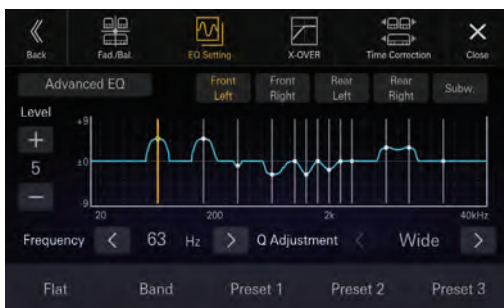 Back
Fad./Bal.
EQ Setting
X-OVER
Time Correction
Close
Advanced EQ
Front Left
Front Right
Rear Left
Rear Right
Subw.
Level
+
5
−
+9
±0
-9
20
200
2k
40kHz
Frequency < 63 Hz > Q Adjustment < Wide >
Flat
Band
Preset 1
Preset 2
Preset 3